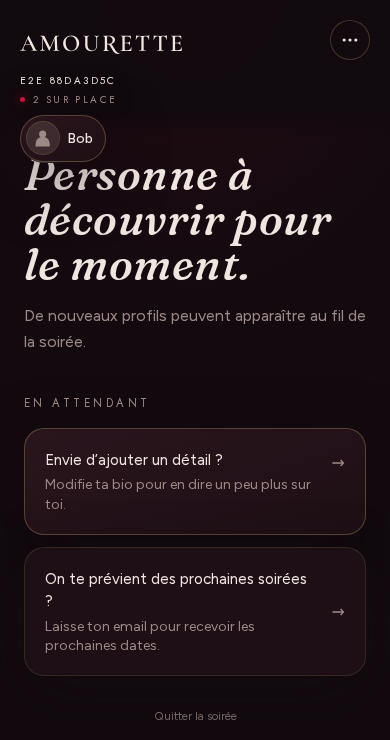 AMOURETTE
E2E 88DA3D5C
2 SUR PLACE
Bob
Personne à
découvrir pour
le moment.
De nouveaux profils peuvent apparaître au fil de
la soirée.
EN ATTENDANT
Envie d’ajouter un détail ?
→
Modifie ta bio pour en dire un peu plus sur
toi.
On te prévient des prochaines soirées
?
→
Laisse ton email pour recevoir les
prochaines dates.
Quitter la soirée